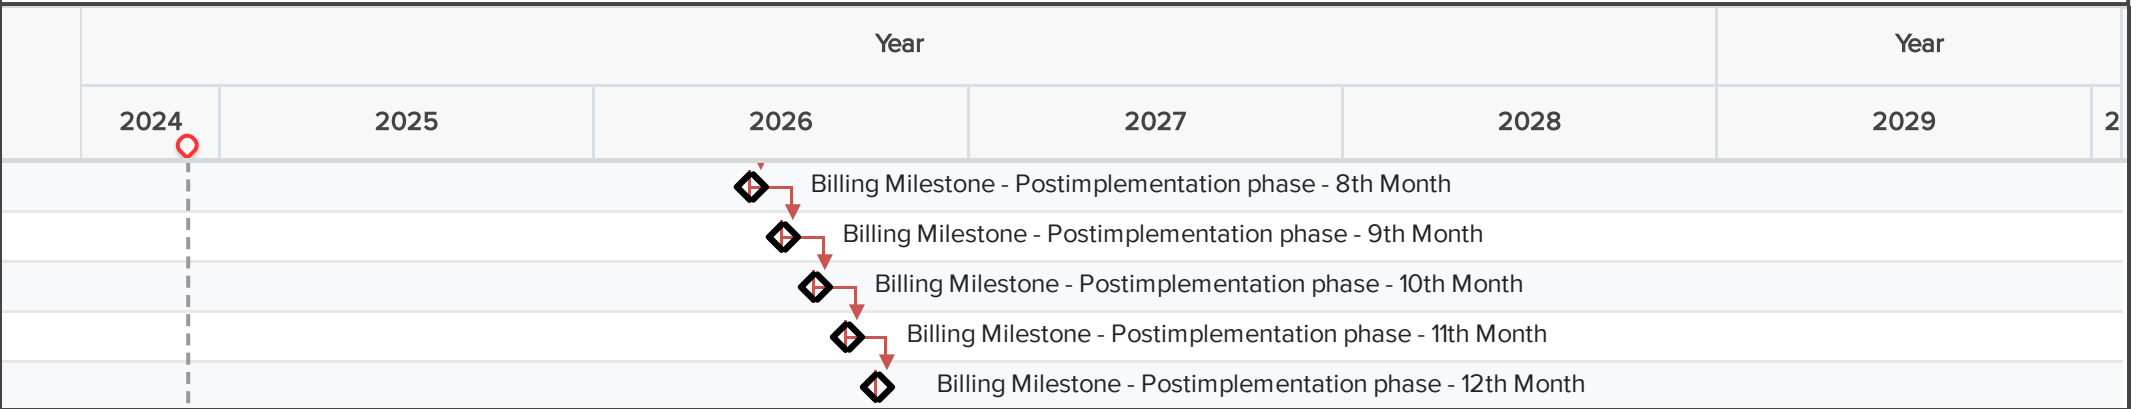 Year Year
2024 2025 2026 2027 2028 2029 2
Billing Milestone - Postimplementation phase - 8th Month
Billing Milestone - Postimplementation phase - 9th Month
Billing Milestone - Postimplementation phase - 10th Month
Billing Milestone - Postimplementation phase - 11th Month
Billing Milestone - Postimplementation phase - 12th Month